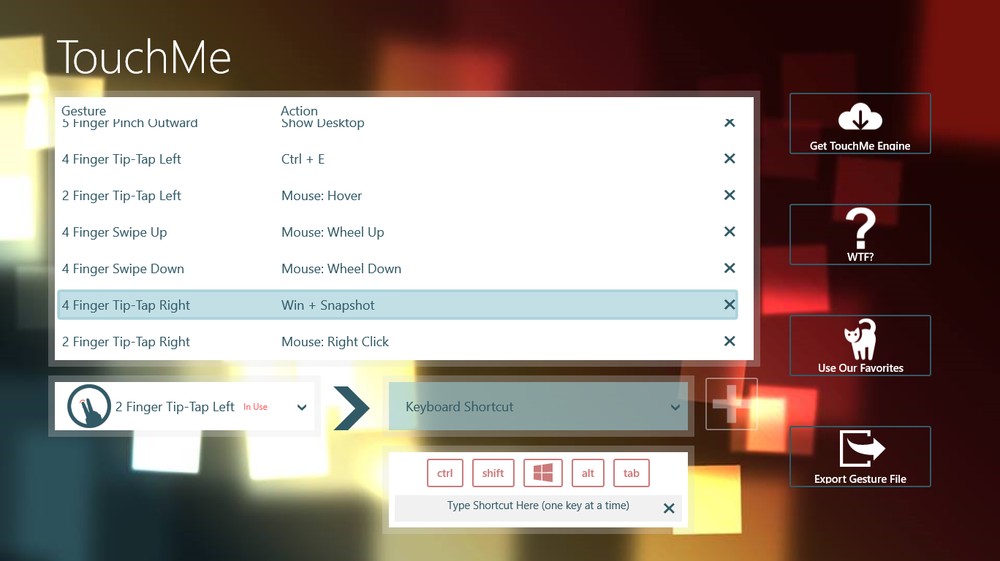 TouchMe
Gesture Action
5 Finger Pinch Outward Show Desktop
4 Finger Tip-Tap Left Ctrl + E
2 Finger Tip-Tap Left Mouse: Hover
4 Finger Swipe Up Mouse: Wheel Up
4 Finger Swipe Down Mouse: Wheel Down
4 Finger Tip-Tap Right Win + Snapshot
2 Finger Tip-Tap Right Mouse: Right Click
2 Finger Tip-Tap Left In Use
Keyboard Shortcut
ctrl shift alt tab
Type Shortcut Here (one key at a time)
Get TouchMe Engine
WTF?
Use Our Favorites
Export Gesture File